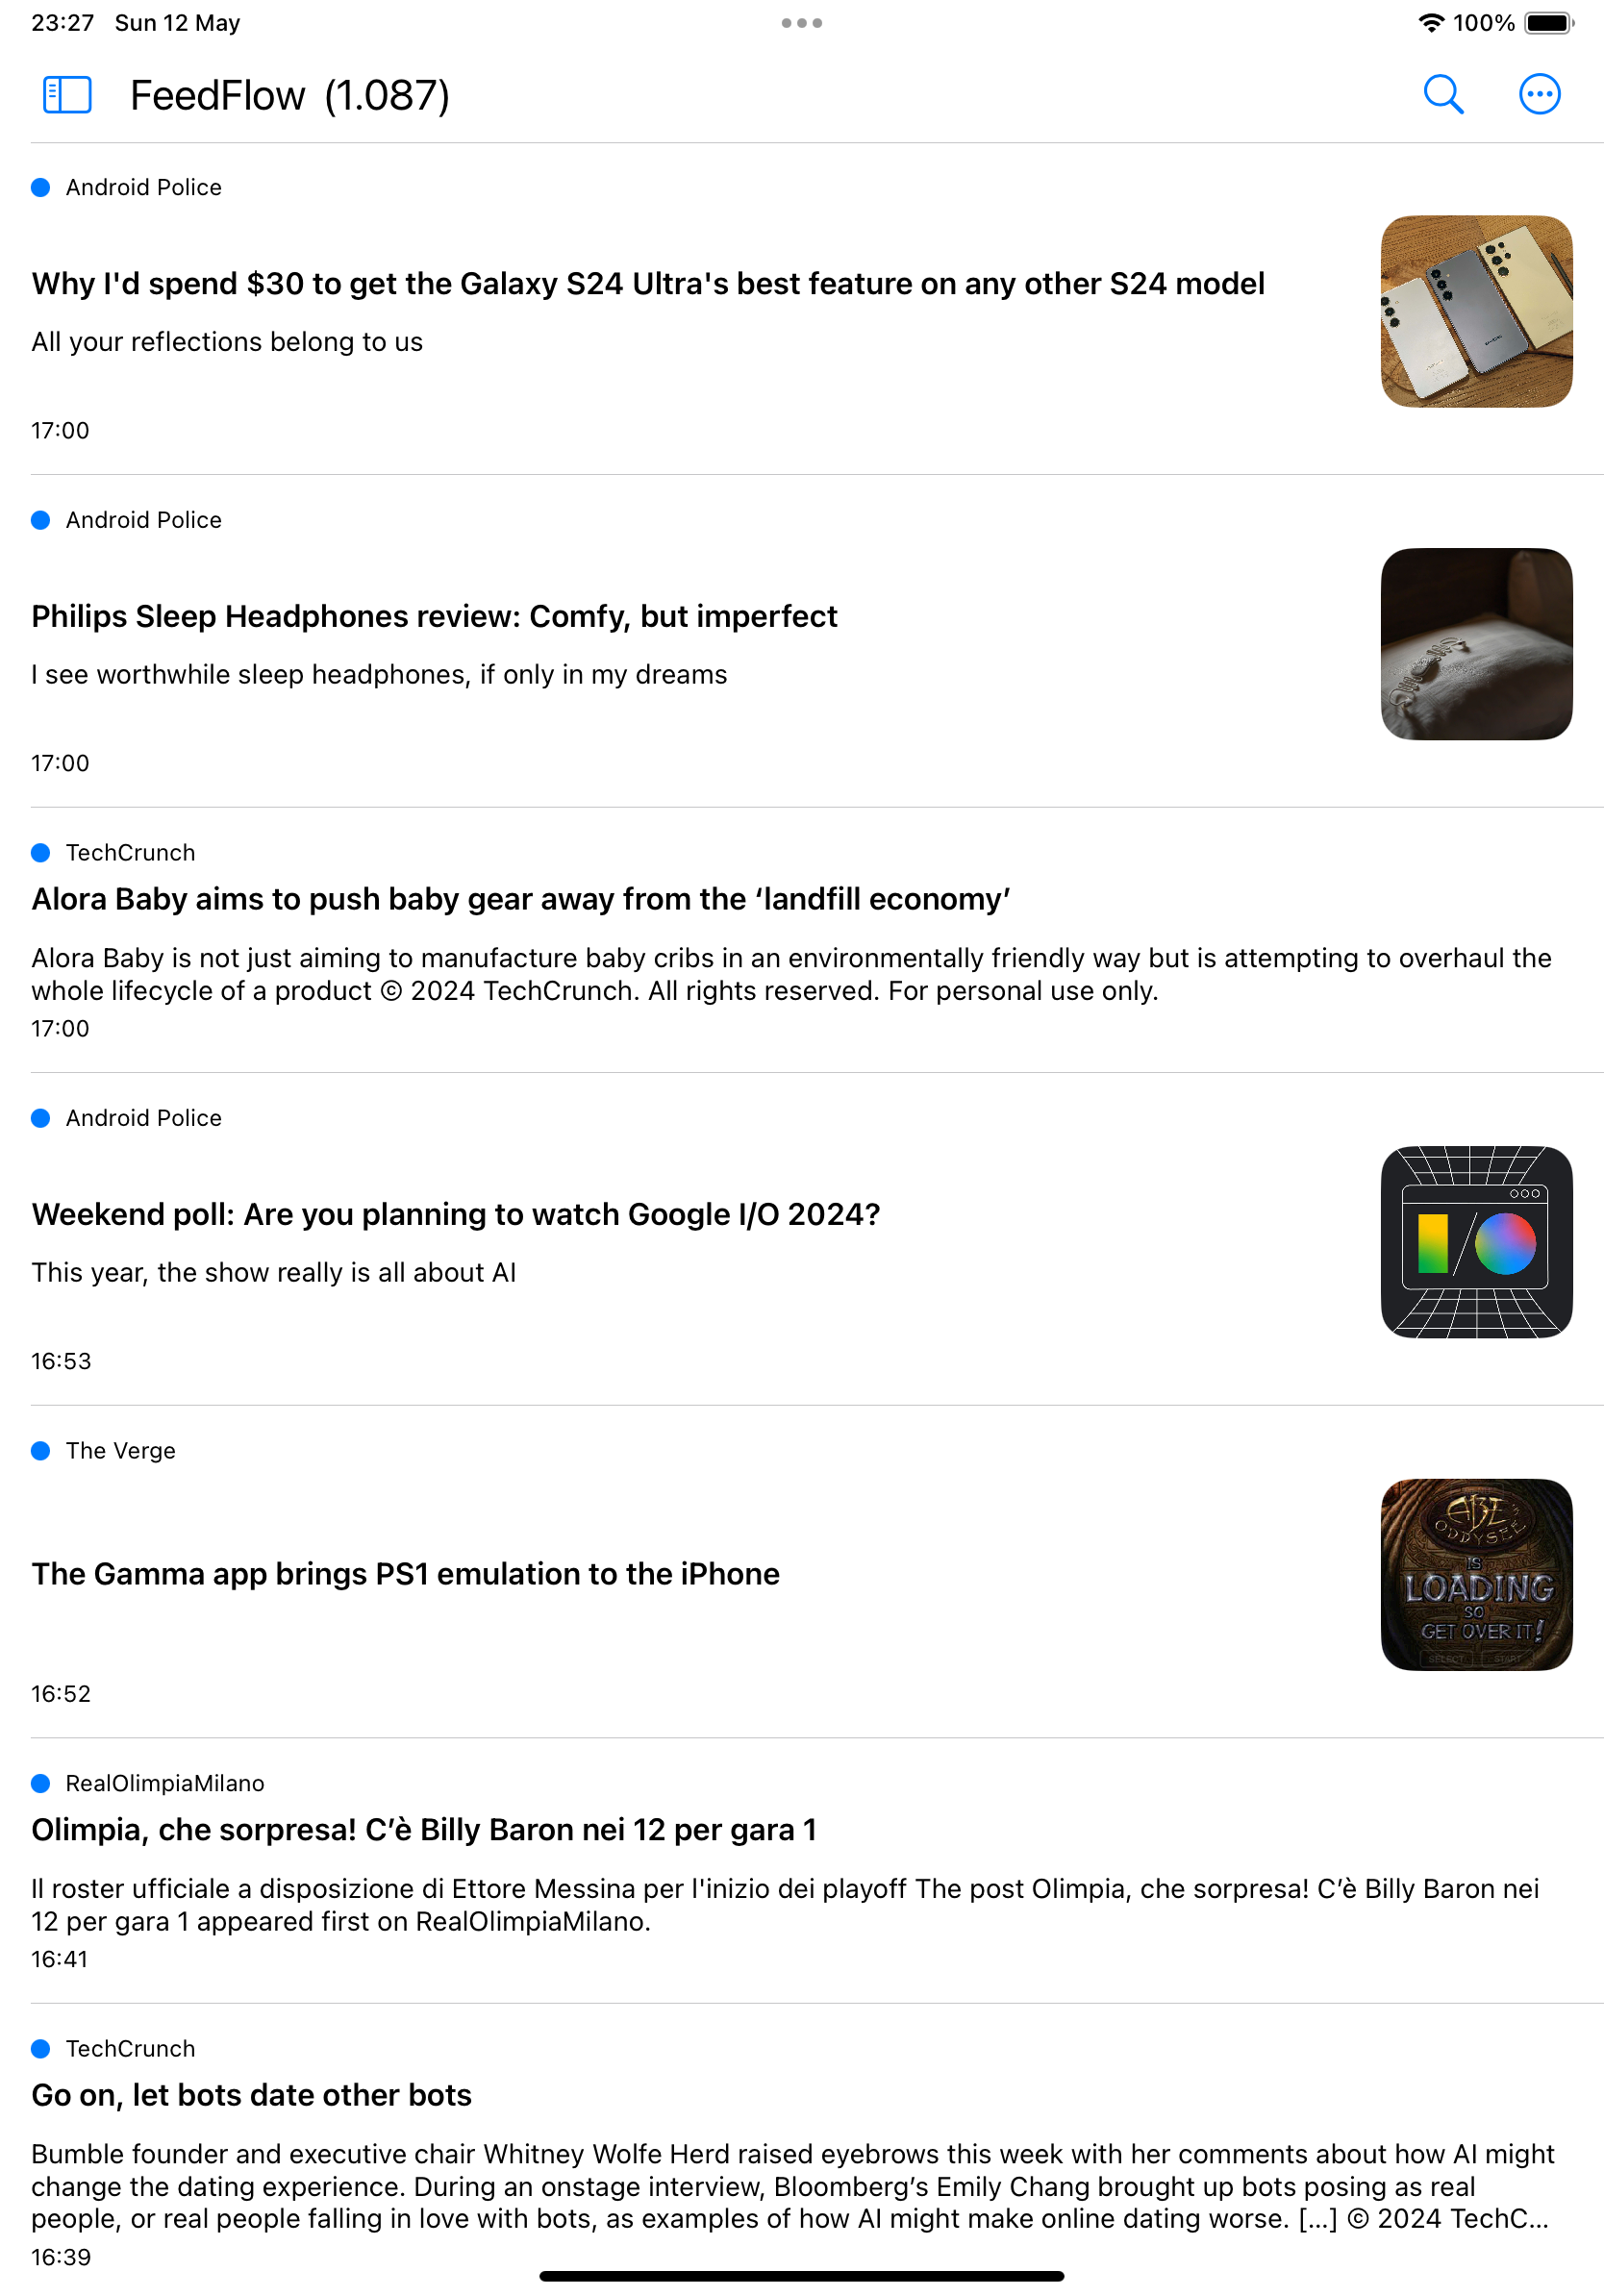 23:27 Sun 12 May
100%
FeedFlow (1.087)
Android Police
Why I'd spend $30 to get the Galaxy S24 Ultra's best feature on any other S24 model
All your reflections belong to us
17:00
Android Police
Philips Sleep Headphones review: Comfy, but imperfect
I see worthwhile sleep headphones, if only in my dreams
17:00
TechCrunch
Alora Baby aims to push baby gear away from the ‘landfill economy’
Alora Baby is not just aiming to manufacture baby cribs in an environmentally friendly way but is attempting to overhaul the
whole lifecycle of a product © 2024 TechCrunch. All rights reserved. For personal use only.
17:00
Android Police
Weekend poll: Are you planning to watch Google I/O 2024?
This year, the show really is all about AI
I/O
16:53
The Verge
ABE'S
ODDYSEE
IS
LOADING
SO
GET OVER IT!
SELECT START
The Gamma app brings PS1 emulation to the iPhone
16:52
RealOlimpiaMilano
Olimpia, che sorpresa! C’è Billy Baron nei 12 per gara 1
Il roster ufficiale a disposizione di Ettore Messina per l'inizio dei playoff The post Olimpia, che sorpresa! C’è Billy Baron nei
12 per gara 1 appeared first on RealOlimpiaMilano.
16:41
TechCrunch
Go on, let bots date other bots
Bumble founder and executive chair Whitney Wolfe Herd raised eyebrows this week with her comments about how AI might
change the dating experience. During an onstage interview, Bloomberg’s Emily Chang brought up bots posing as real
people, or real people falling in love with bots, as examples of how AI might make online dating worse. [...] © 2024 TechC...
16:39